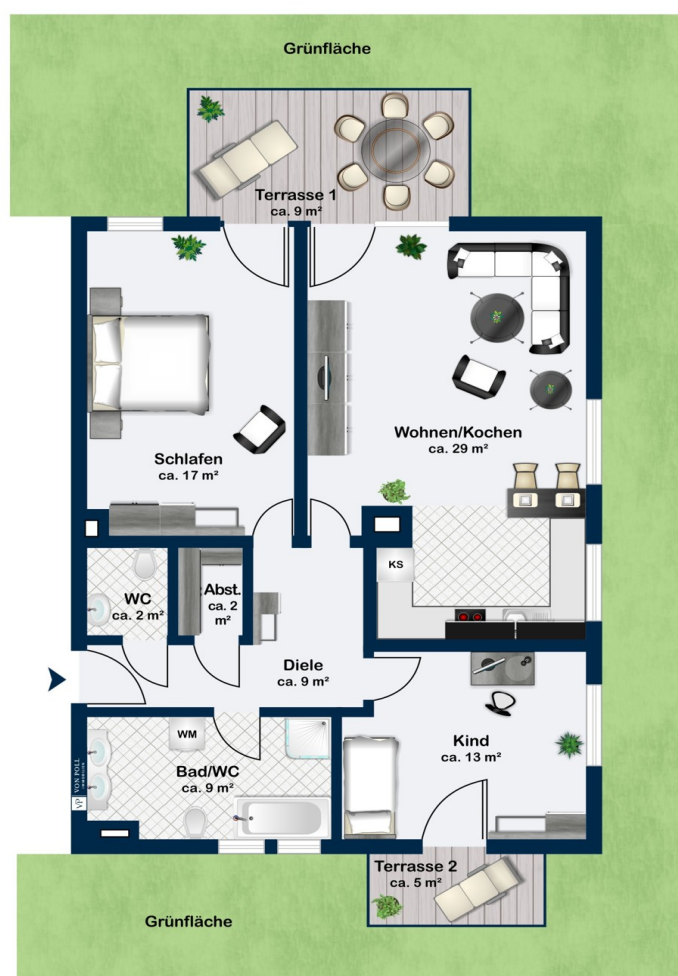 Grünfläche
Terrasse 1
ca. 9 m²
Wohnen/Kochen
ca. 29 m²
Schlafen
ca. 17 m²
KS
WC
ca. 2 m²
Abst.
ca. 2
m²
Diele
ca. 9 m²
WM
Bad/WC
ca. 9 m²
Kind
ca. 13 m²
VP VON POLL
IMMOBILIEN
Terrasse 2
ca. 5 m²
Grünfläche